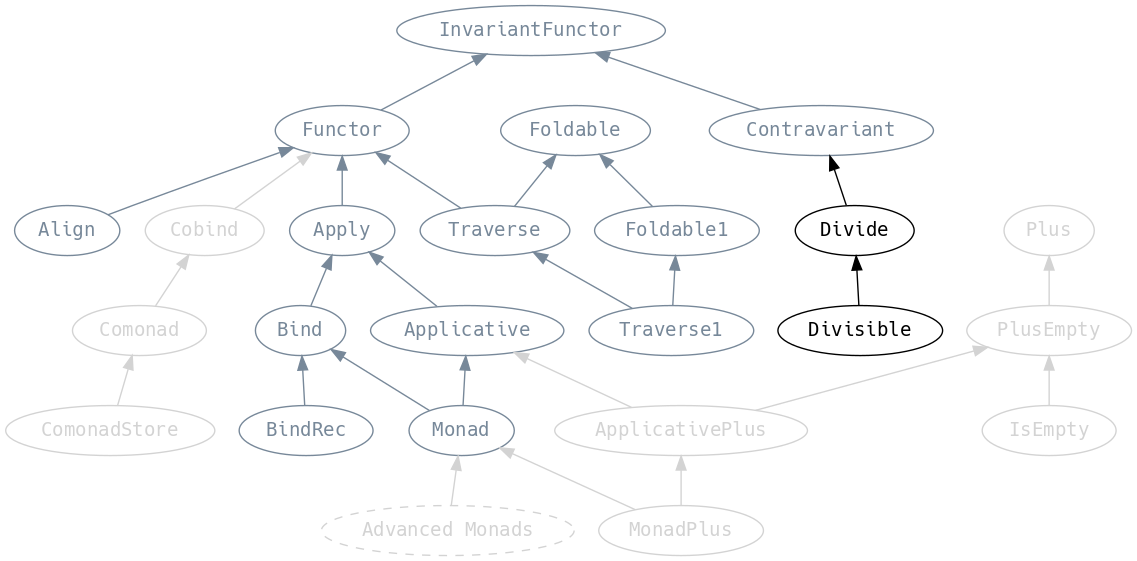 InvariantFunctor
Functor
Foldable
Contravariant
Align
Cobind
Apply
Traverse
Foldable1
Divide
Plus
Comonad
Bind
Applicative
Traverse1
Divisible
PlusEmpty
ComonadStore
BindRec
Monad
ApplicativePlus
IsEmpty
Advanced Monads
MonadPlus